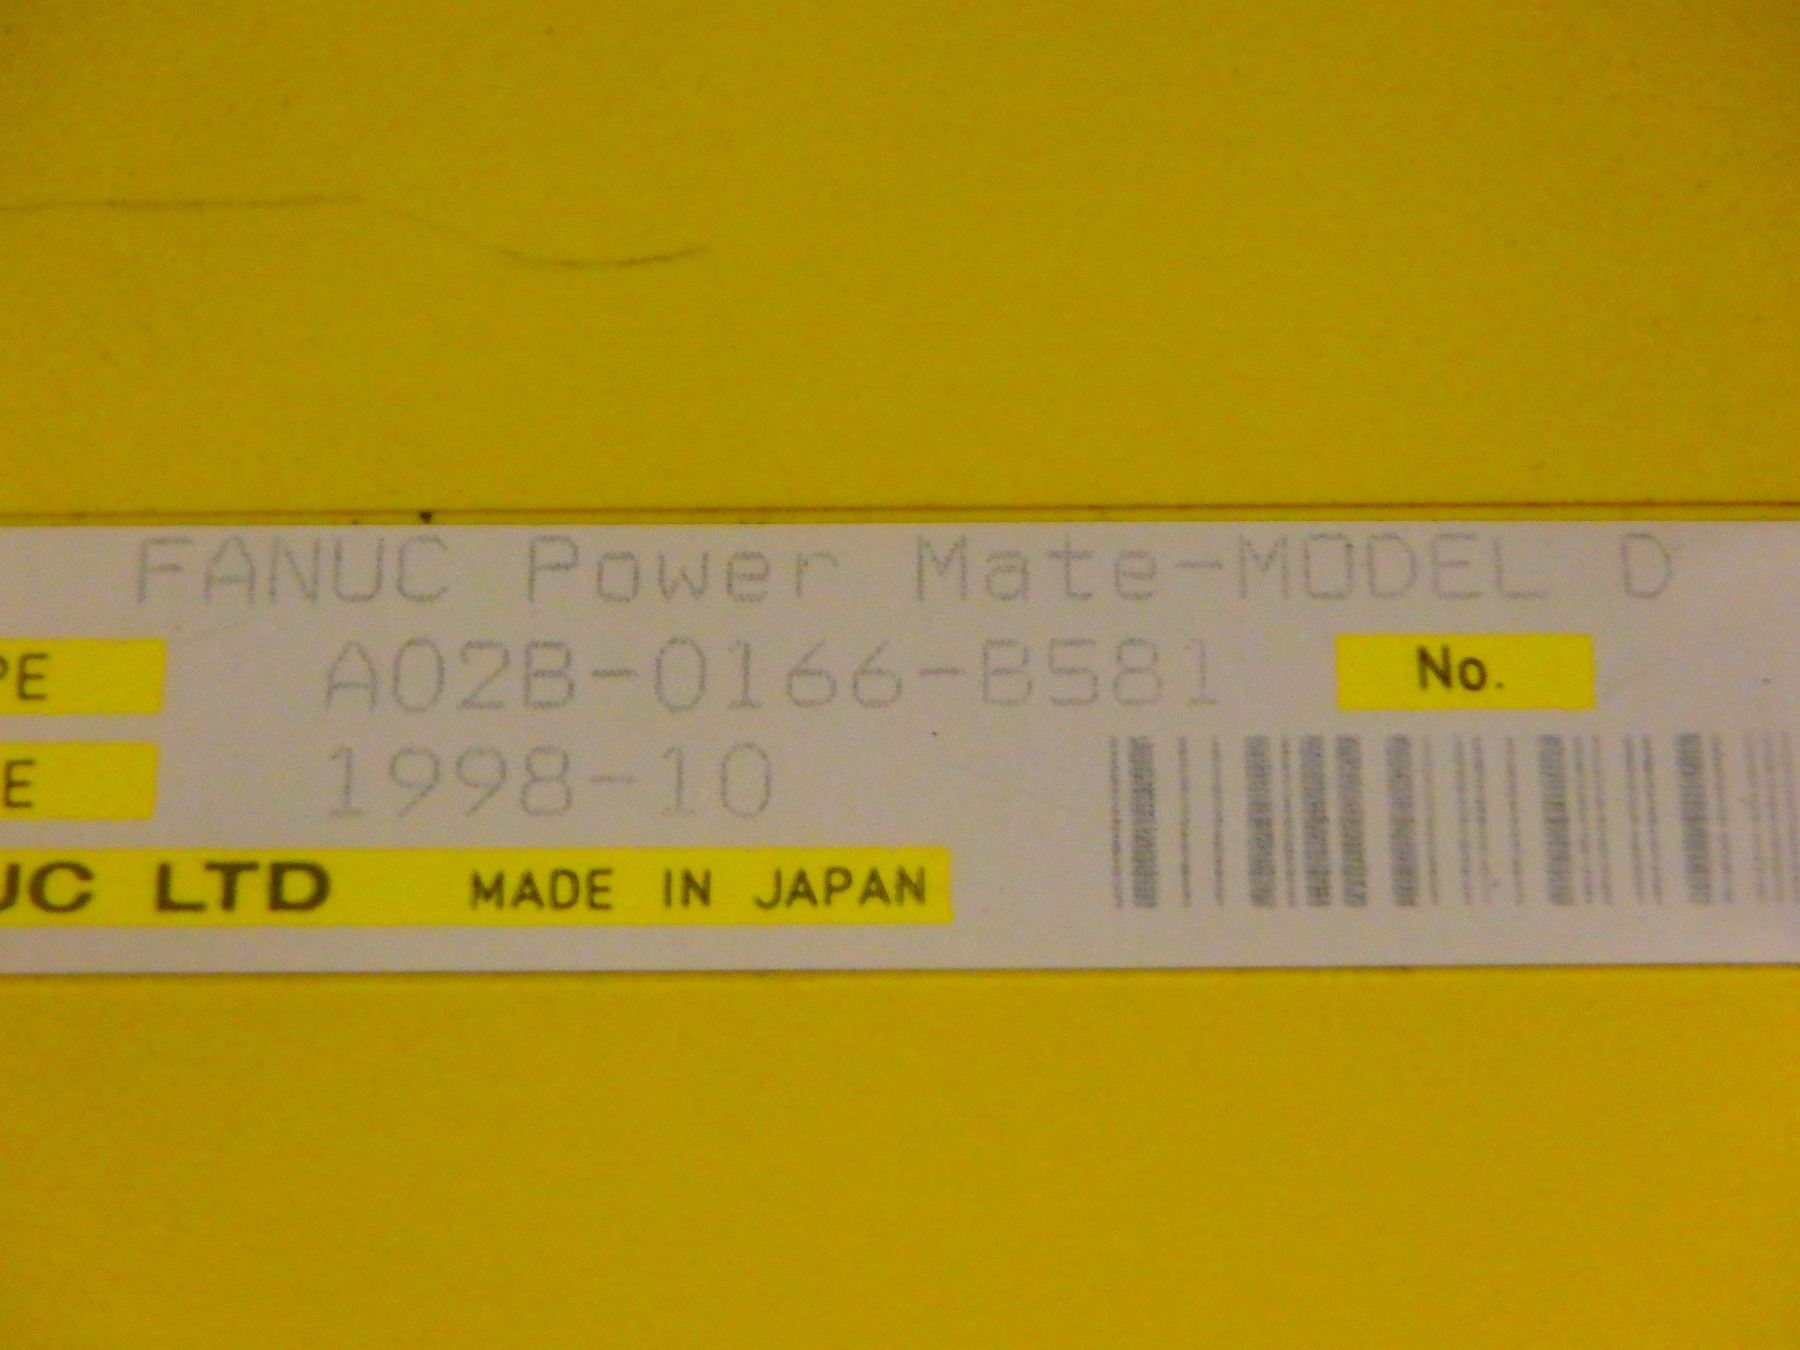 FANUC Power Mate-MODEL D
PE A02B-0166-B581 No.
E 1998-10
UC LTD MADE IN JAPAN